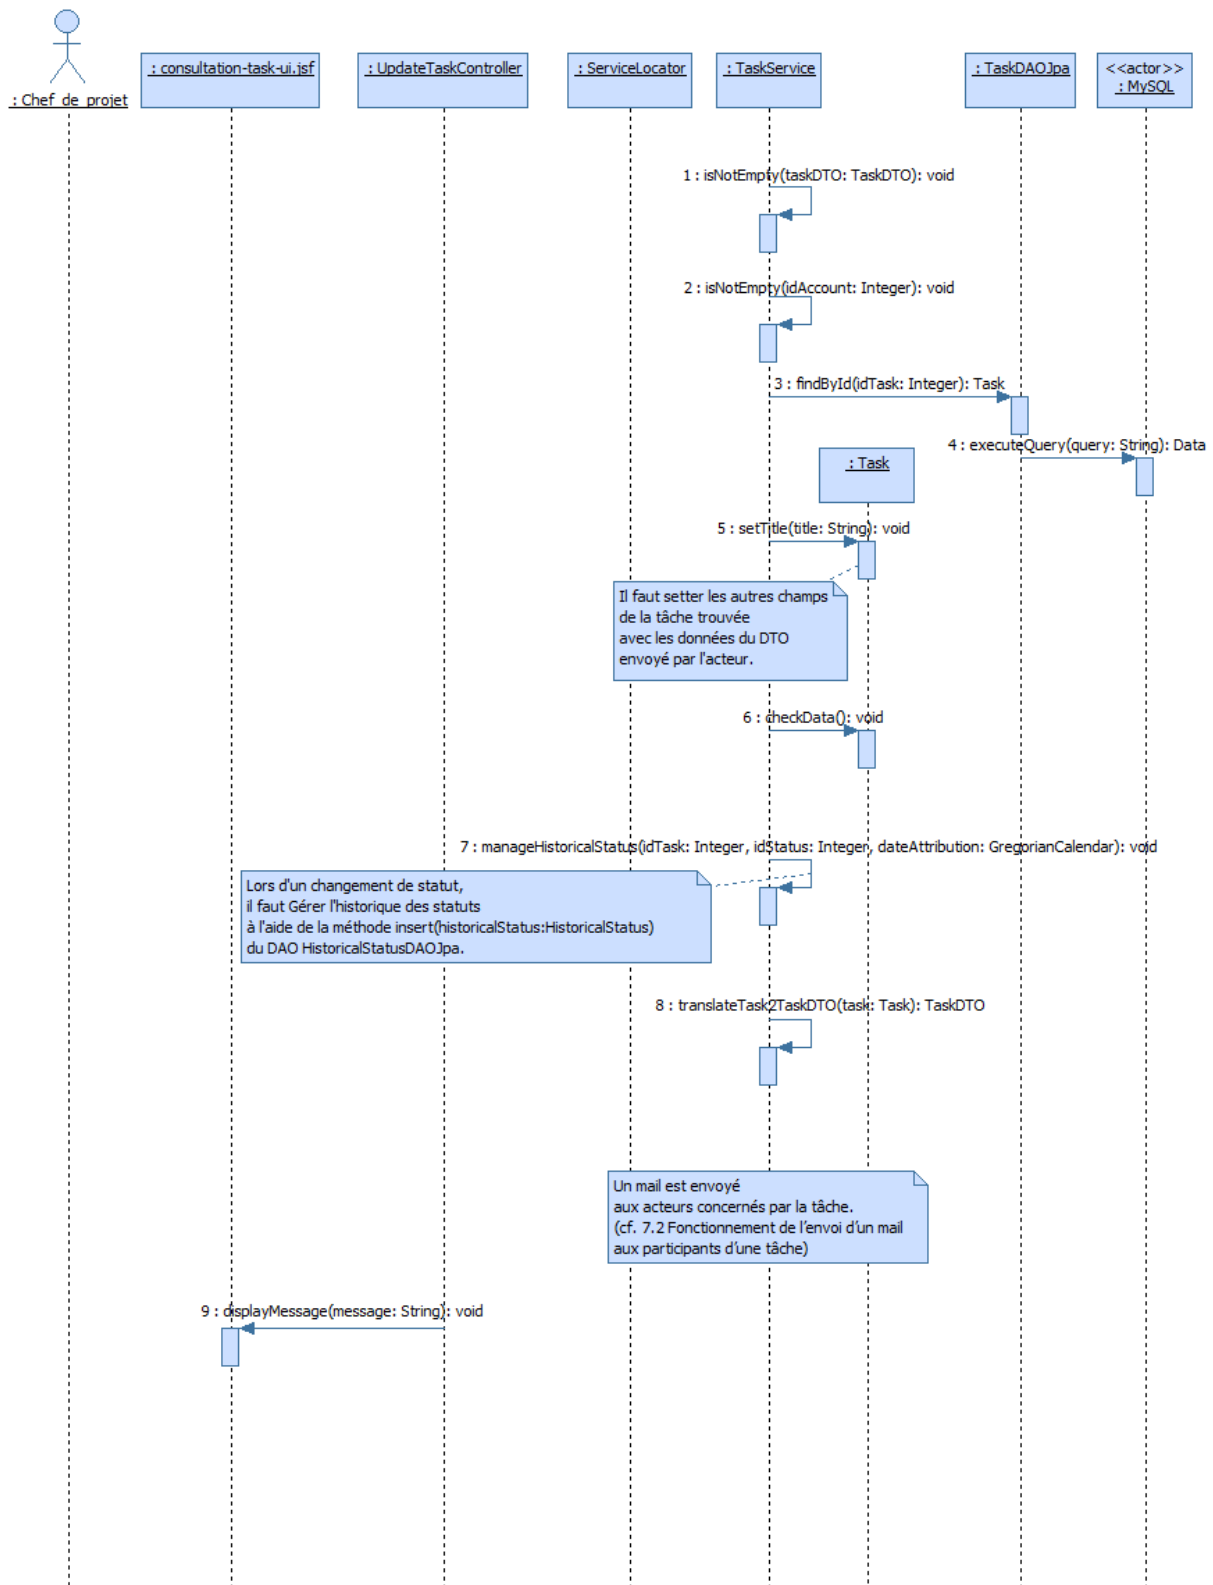 : Chef de projet
: consultation-task-ui.jsf
: UpdateTaskController
: ServiceLocator
: TaskService
: TaskDAOJpa
<<actor>>
: MySQL
1 : isNotEmpty(taskDTO: TaskDTO): void
2 : isNotEmpty(idAccount: Integer): void
3 : findById(idTask: Integer): Task
4 : executeQuery(query: String): Data
: Task
5 : setTitle(title: String): void
Il faut setter les autres champs
de la tâche trouvée
avec les données du DTO
envoyé par l'acteur.
6 : checkData(): void
7 : manageHistoricalStatus(idTask: Integer, idStatus: Integer, dateAttribution: GregorianCalendar): void
Lors d'un changement de statut,
il faut Gérer l'historique des statuts
à l'aide de la méthode insert(historicalStatus:HistoricalStatus)
du DAO HistoricalStatusDAOJpa.
8 : translateTask2TaskDTO(task: Task): TaskDTO
Un mail est envoyé
aux acteurs concernés par la tâche.
(cf. 7.2 Fonctionnement de l’envoi d’un mail
aux participants d’une tâche)
9 : displayMessage(message: String): void